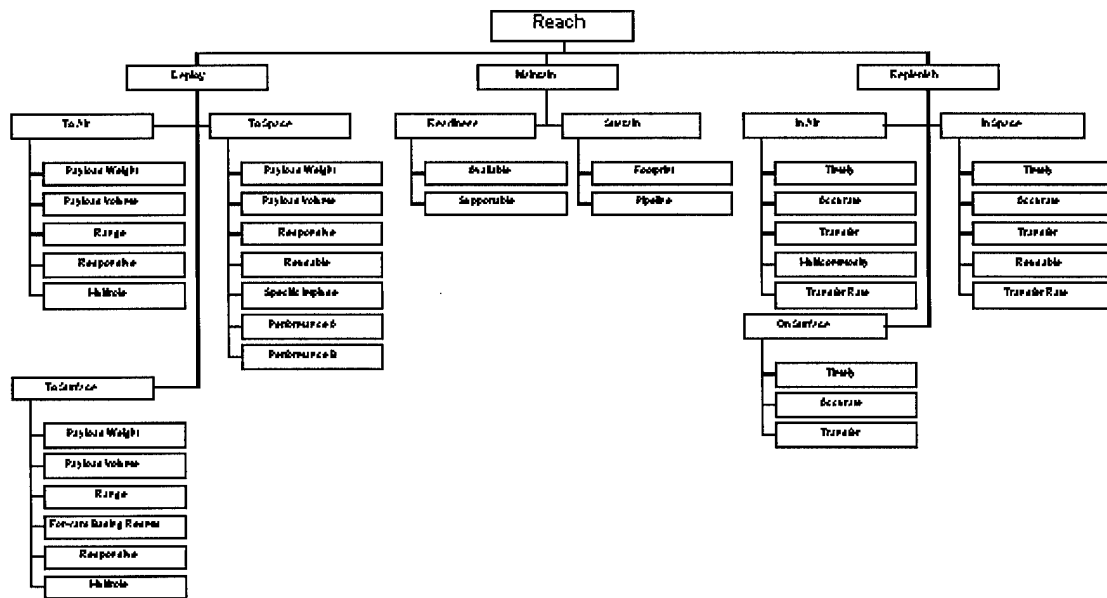 Reach
Deploy
Maintain
Replenish
To Air
To Space
Readiness
Sustain
In Air
In Space
Payload Weight
Payload Volume
Range
Responsive
Multirole
Payload Weight
Payload Volume
Responsive
Reusable
Specific Impulse
Performance A
Performance B
Available
Supportable
Footprint
Pipeline
Timely
Accurate
Transfer
Multicommodity
Transfer Rate
Timely
Accurate
Transfer
Reusable
Transfer Rate
To Surface
Payload Weight
Payload Volume
Range
Basing
Responsive
Multirole
On Surface
Timely
Accurate
Transfer